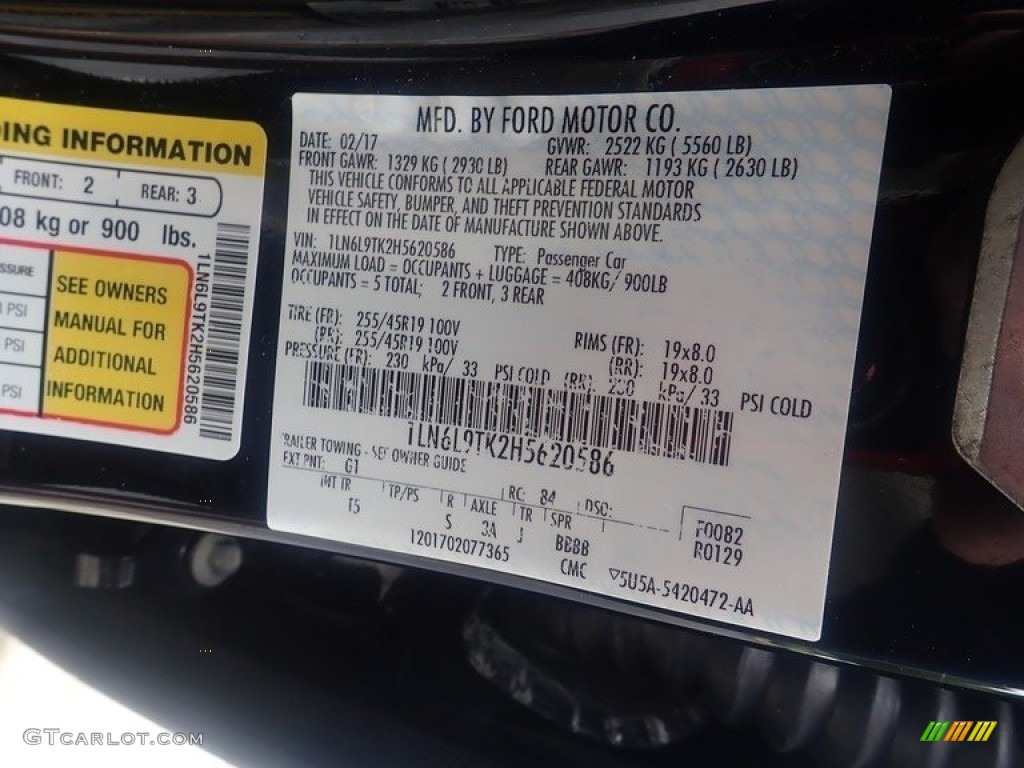 DING INFORMATION
FRONT: 2 REAR: 3
08 kg or 900 lbs.
SSURE
PSI
PSI
PSI
SEE OWNERS
MANUAL FOR
ADDITIONAL
INFORMATION
1LN6L9TK2H5620586
MFD. BY FORD MOTOR CO.
DATE: 02/17 GVWR: 2522 KG ( 5560 LB)
FRONT GAWR: 1329 KG ( 2930 LB) REAR GAWR: 1193 KG ( 2630 LB)
THIS VEHICLE CONFORMS TO ALL APPLICABLE FEDERAL MOTOR
VEHICLE SAFETY, BUMPER, AND THEFT PREVENTION STANDARDS
IN EFFECT ON THE DATE OF MANUFACTURE SHOWN ABOVE.
VIN: 1LN6L9TK2H5620586 TYPE: Passenger Car
MAXIMUM LOAD = OCCUPANTS + LUGGAGE = 408KG/ 900LB
OCCUPANTS = 5 TOTAL; 2 FRONT, 3 REAR
TIRE (FR): 255/45R19 100V RIMS (FR): 19x8.0
(RR): 255/45R19 100V (RR): 19x8.0
PRESSURE (FR): 230 kPa/ 33 PSI COLD (RR): 230 kPa/ 33 PSI COLD
1LN6L9TK2H5620586
TRAILER TOWING - SEE OWNER GUIDE
EXT PNT: G1 RC: 84 DSO: F0082
INT TR TP/PS R AXLE TR SPR R0129
T5 S 3A J BBBB
1201702077365 CMC ▽5U5A-5420472-AA
GTCarlot.com